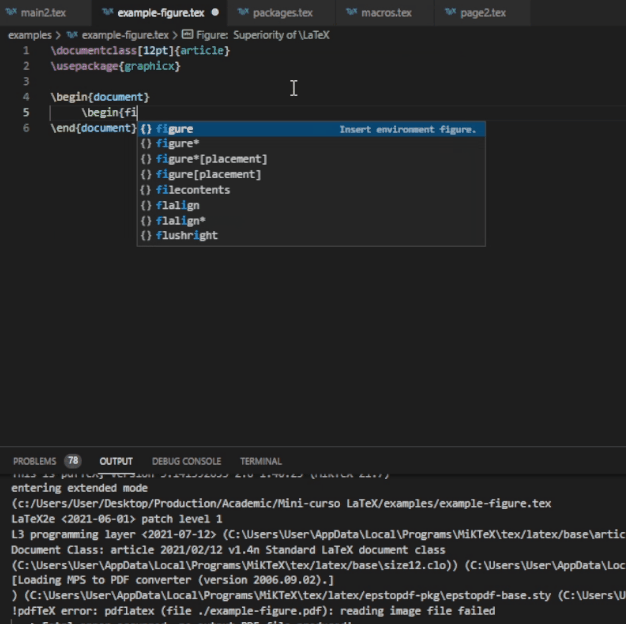 main2.tex example-figure.tex packages.tex macros.tex page2.tex
examples > example-figure.tex > Figure: Superiority of \LaTeX
1 \documentclass[12pt]{article}
2 \usepackage{graphicx}
3
4 \begin{document}
5 \begin{fi
6 \end{document}
{} figure Insert environment figure.
{} figure*
{} figure*[placement]
{} figure[placement]
{} filecontents
{} flalign
{} flalign*
{} flushright
PROBLEMS 78 OUTPUT DEBUG CONSOLE TERMINAL
entering extended mode
(c:/Users/User/Desktop/Production/Academic/Mini-curso LaTeX/examples/example-figure.tex
LaTeX2e <2021-06-01> patch level 1
L3 programming layer <2021-07-12> (C:\Users\User\AppData\Local\Programs\MiKTeX\tex/latex/base\artic
Document Class: article 2021/02/12 v1.4n Standard LaTeX document class
(C:\Users\User\AppData\Local\Programs\MiKTeX\tex/latex/base\size12.clo)) (C:\Users\User\AppData\Loc
[Loading MPS to PDF converter (version 2006.09.02).]
) (C:\Users\User\AppData\Local\Programs\MiKTeX\tex/latex/epstopdf-pkg\epstopdf-base.sty (C:\Users\U
!pdfTeX error: pdflatex (file ./example-figure.pdf): reading image file failed